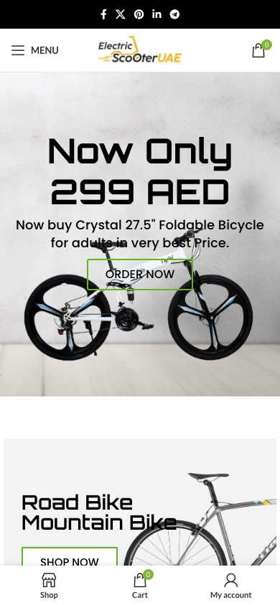 MENU
Electric
ScooterUAE
0
Now Only
299 AED
Now buy Crystal 27.5" Foldable Bicycle
for adults in very best Price.
ORDER NOW
Road Bike
Mountain Bike
SHOP NOW
0
Shop
Cart
My account